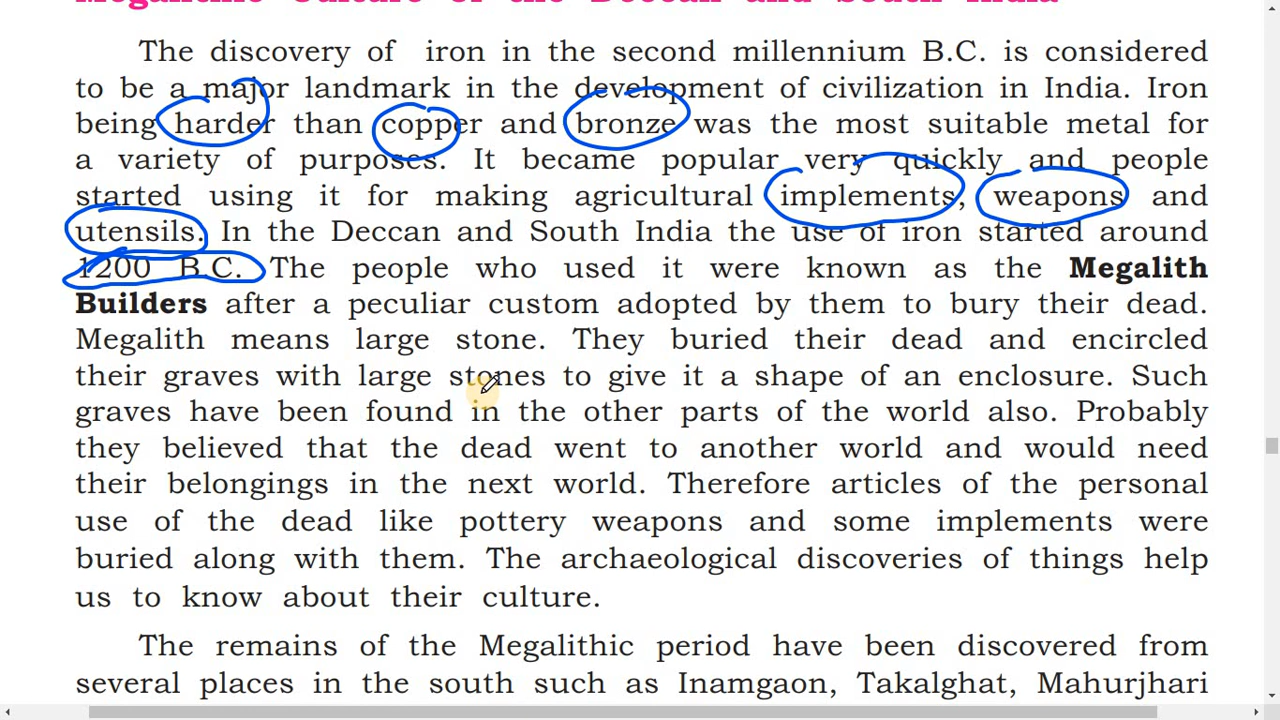 Megalithic Culture of the Deccan and South India
The discovery of iron in the second millennium B.C. is considered
to be a major landmark in the development of civilization in India. Iron
being harder than copper and bronze was the most suitable metal for
a variety of purposes. It became popular very quickly and people
started using it for making agricultural implements, weapons and
utensils. In the Deccan and South India the use of iron started around
1200 B.C. The people who used it were known as the Megalith
Builders after a peculiar custom adopted by them to bury their dead.
Megalith means large stone. They buried their dead and encircled
their graves with large stones to give it a shape of an enclosure. Such
graves have been found in the other parts of the world also. Probably
they believed that the dead went to another world and would need
their belongings in the next world. Therefore articles of the personal
use of the dead like pottery weapons and some implements were
buried along with them. The archaeological discoveries of things help
us to know about their culture.
The remains of the Megalithic period have been discovered from
several places in the south such as Inamgaon, Takalghat, Mahurjhari